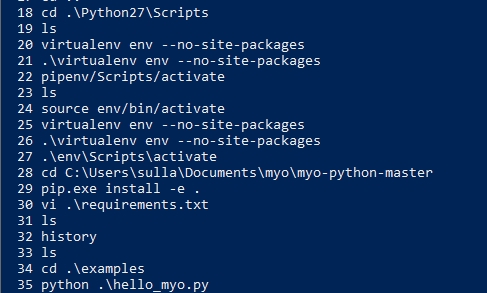 18 cd .\Python27\Scripts
19 ls
20 virtualenv env --no-site-packages
21 .\virtualenv env --no-site-packages
22 pipenv/Scripts/activate
23 ls
24 source env/bin/activate
25 virtualenv env --no-site-packages
26 .\virtualenv env --no-site-packages
27 .\env\Scripts\activate
28 cd C:\Users\sulla\Documents\myo\myo-python-master
29 pip.exe install -e .
30 vi .\requirements.txt
31 ls
32 history
33 ls
34 cd .\examples
35 python .\hello_myo.py